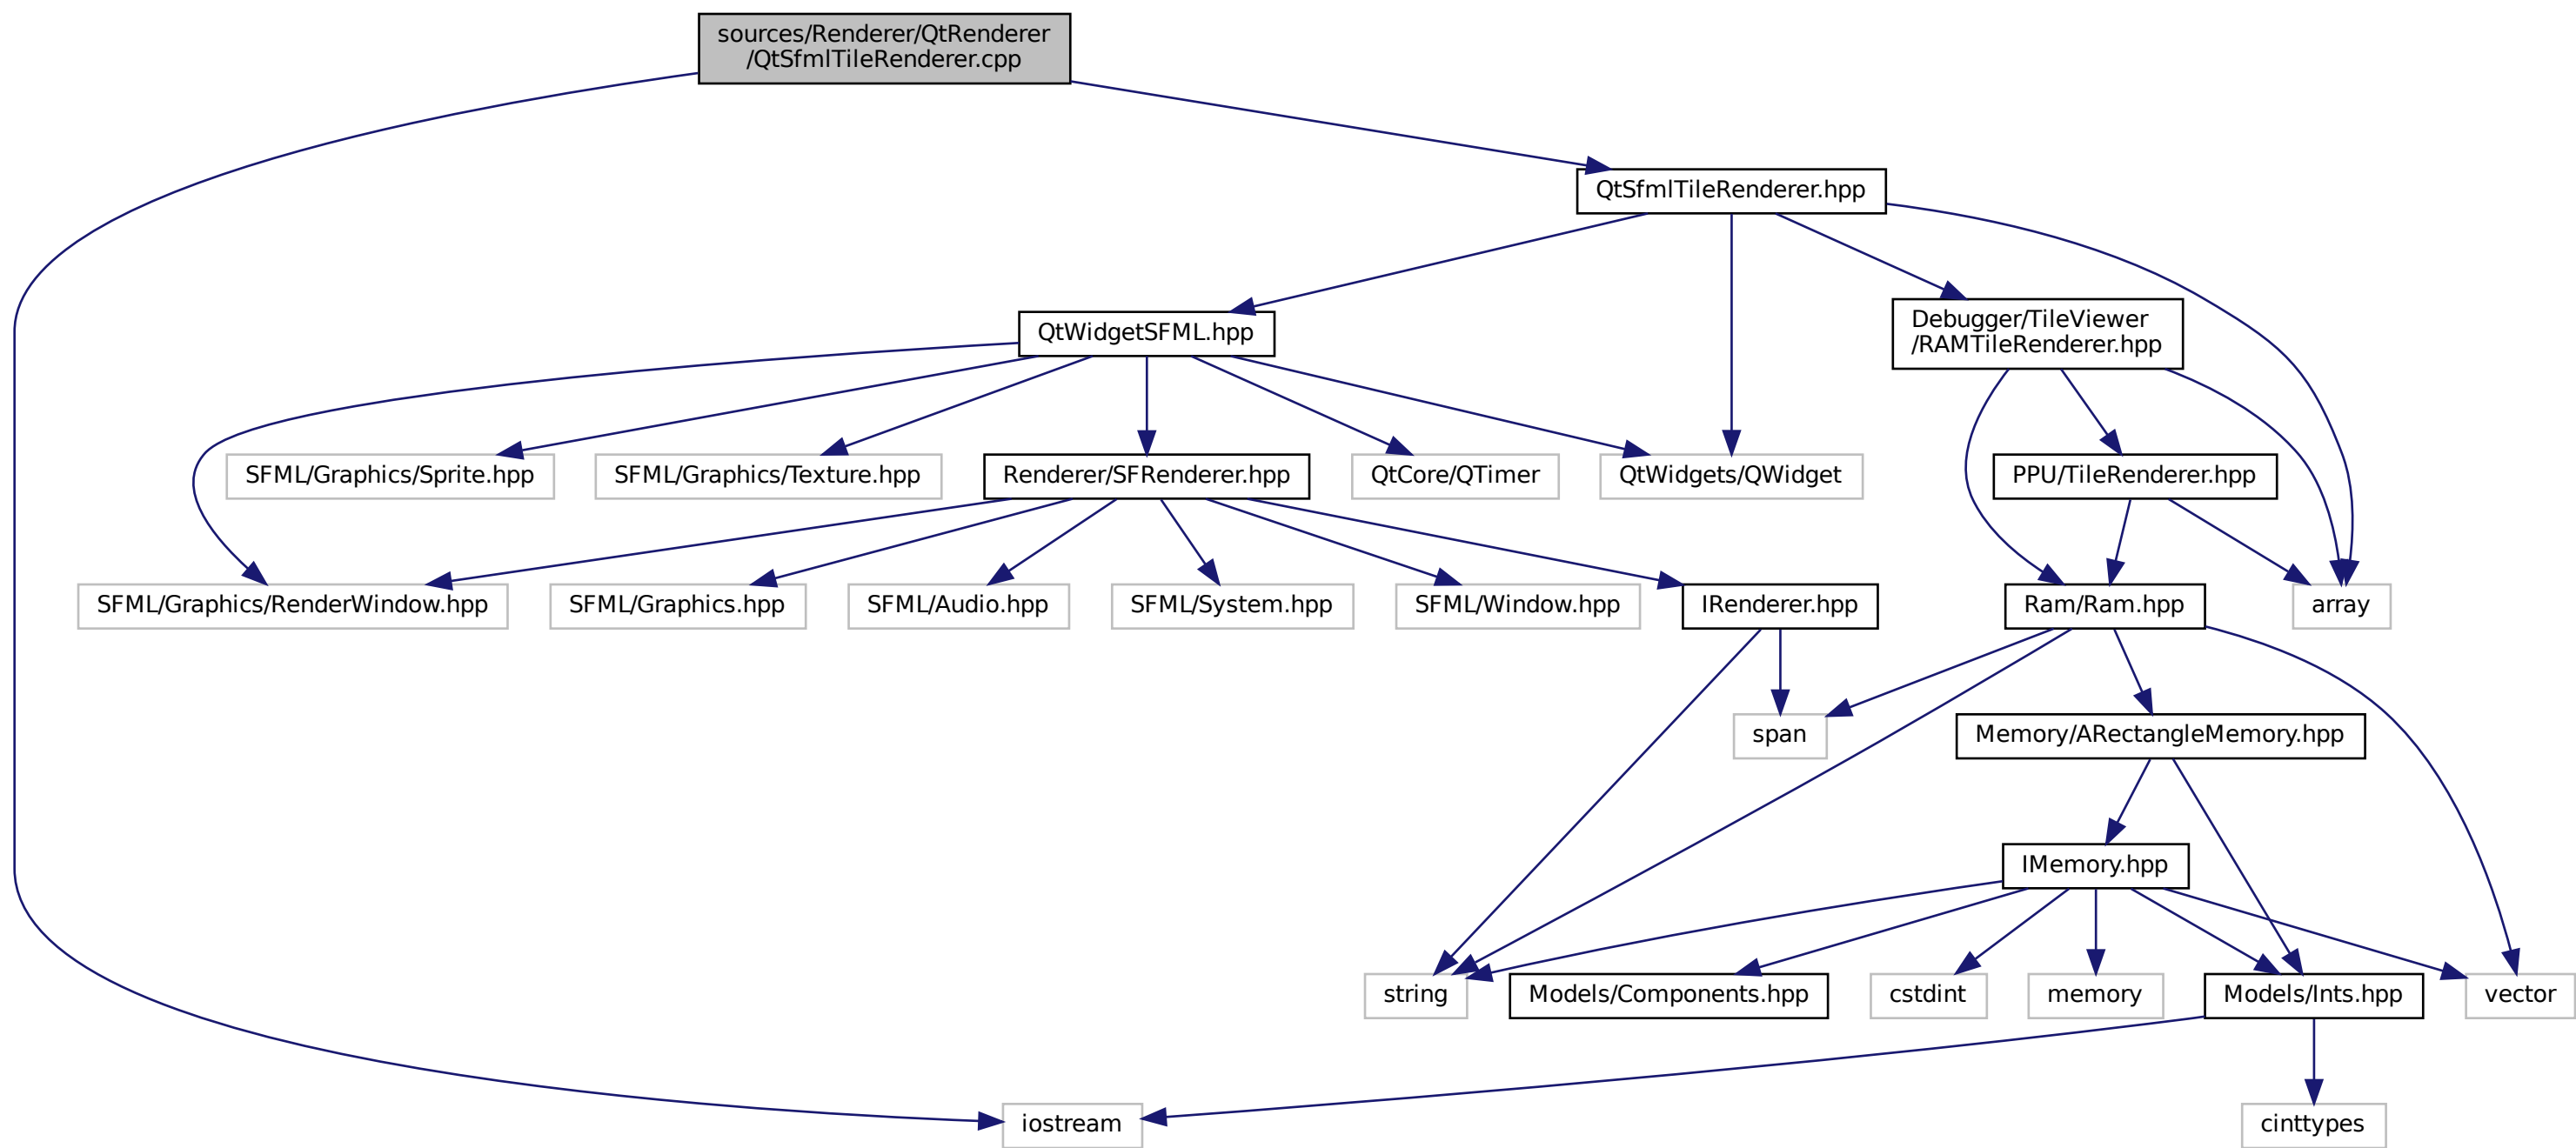 sources/Renderer/QtRenderer
/QtSfmlTileRenderer.cpp
QtSfmlTileRenderer.hpp
QtWidgetSFML.hpp
Debugger/TileViewer
/RAMTileRenderer.hpp
SFML/Graphics/Sprite.hpp
SFML/Graphics/Texture.hpp
Renderer/SFRenderer.hpp
QtCore/QTimer
QtWidgets/QWidget
PPU/TileRenderer.hpp
SFML/Graphics/RenderWindow.hpp
SFML/Graphics.hpp
SFML/Audio.hpp
SFML/System.hpp
SFML/Window.hpp
IRenderer.hpp
Ram/Ram.hpp
array
span
Memory/ARectangleMemory.hpp
IMemory.hpp
string
Models/Components.hpp
cstdint
memory
Models/Ints.hpp
vector
iostream
cinttypes